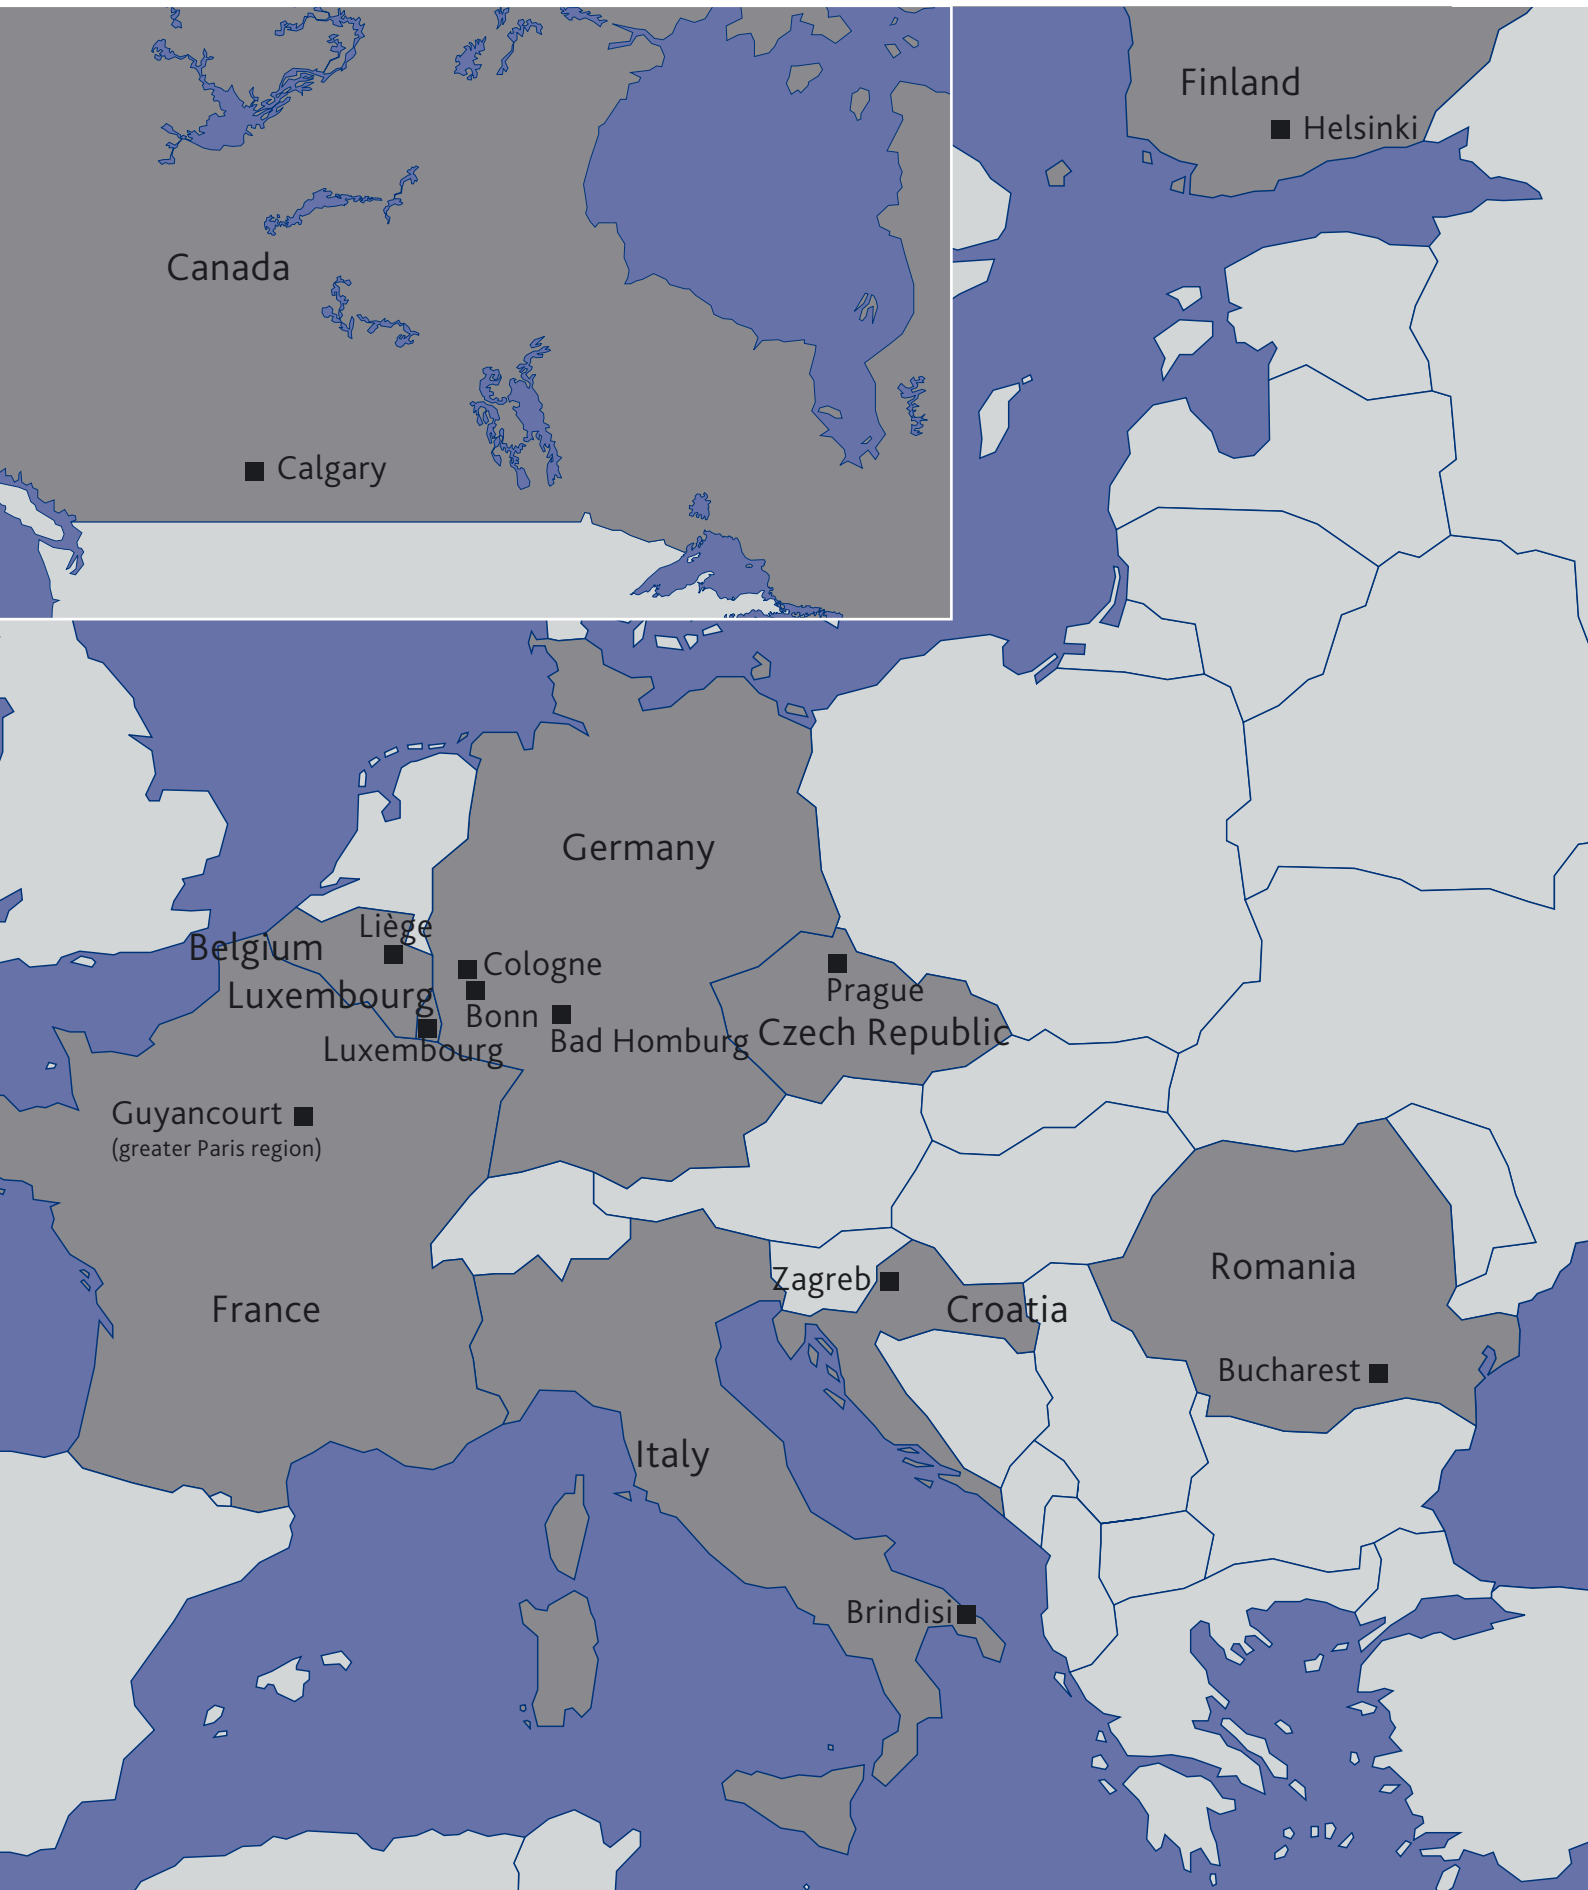 Finland
Helsinki
Canada
Calgary
Germany
Liège
Belgium
Cologne
Luxembourg
Prague
Bonn
Bad Homburg
Czech Republic
Luxembourg
Guyancourt
(greater Paris region)
Romania
Zagreb
France
Croatia
Bucharest
Italy
Brindisi